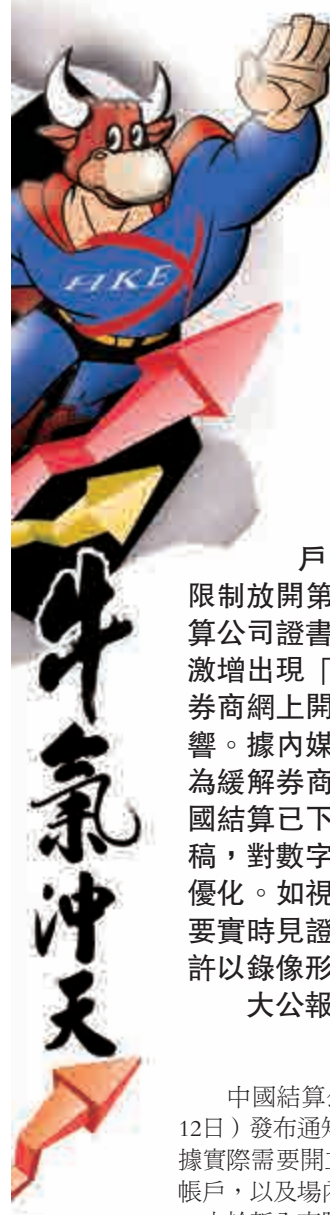 HKE
牛氣沖天
戶
限制放開第
算公司證書
激增出現「
券商網上開
響。據內媒
為緩解券商
國結算已下
稿，對數字
優化。如視
要實時見證
許以錄像形
大公報
中國結算公
12日）發布通知
據實際需要開立
帳戶，以及場內